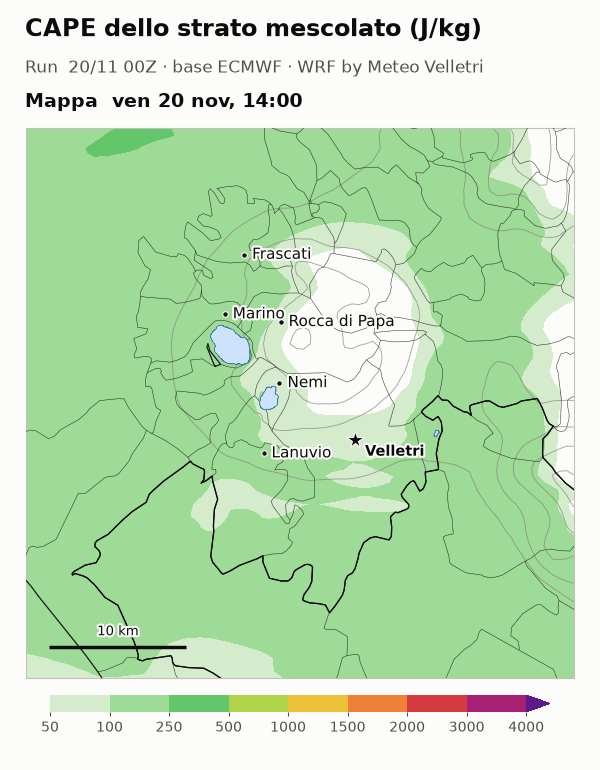 CAPE dello strato mescolato (J/kg)
Run  20/11 00Z · base ECMWF · WRF by Meteo Velletri
Mappa  ven 20 nov, 14:00
Frascati
Marino
Rocca di Papa
Nemi
Velletri
Lanuvio
10 km
50 100 250 500 1000 1500 2000 3000 4000